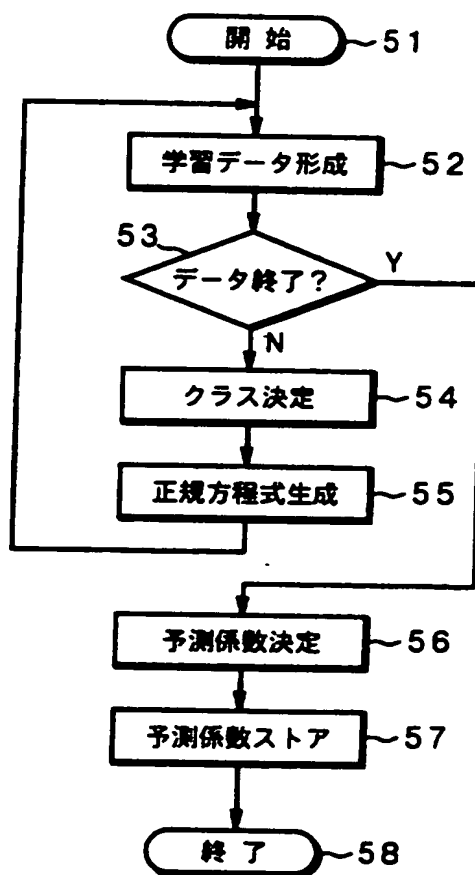 開始 51
学習データ形成 52
53
データ終了? Y
N
クラス決定 54
正規方程式生成 55
予測係数決定 56
予測係数ストア 57
終了 58